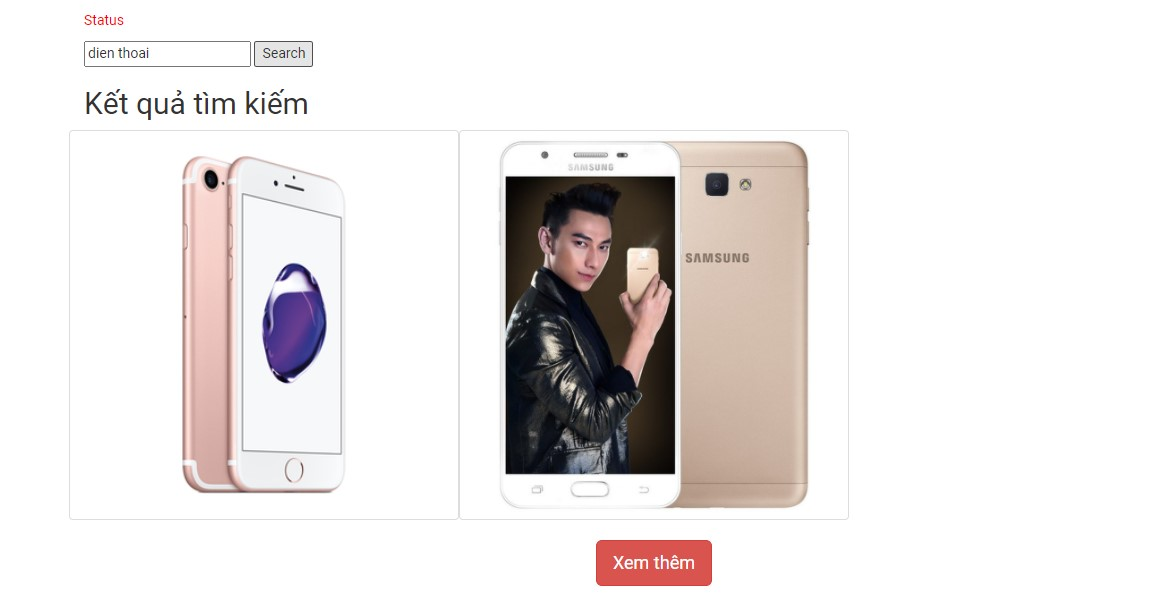 Status
dien thoai Search
Kết quả tìm kiếm
SAMSUNG
SAMSUNG
Xem thêm